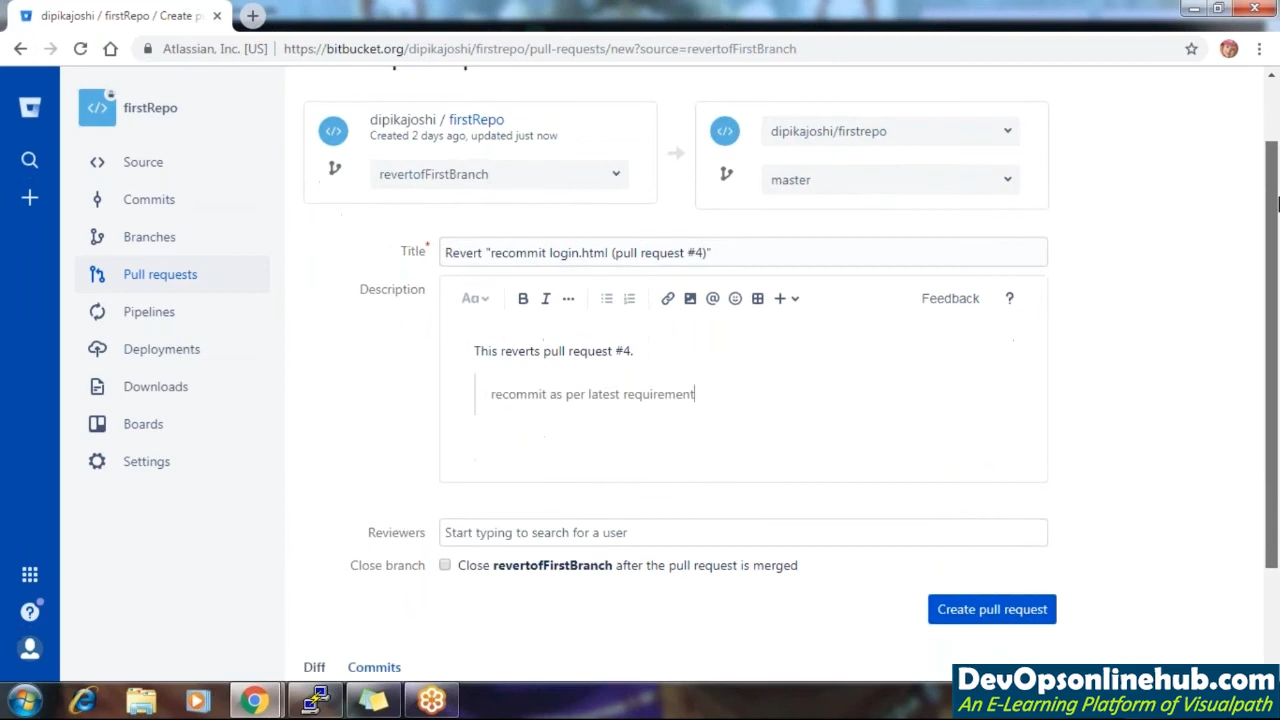 dipikajoshi / firstRepo / Create p
Atlassian, Inc. [US]
https://bitbucket.org/dipikajoshi/firstrepo/pull-requests/new?source=revertofFirstBranch
firstRepo
Source
Commits
Branches
Pull requests
Pipelines
Deployments
Downloads
Boards
Settings
dipikajoshi / firstRepo
Created 2 days ago, updated just now
revertofFirstBranch
dipikajoshi/firstrepo
master
Title*
Revert "recommit login.html (pull request #4)"
Description
Aa B I ••• Feedback ?
This reverts pull request #4.
recommit as per latest requirement
Reviewers
Start typing to search for a user
Close branch
Close revertofFirstBranch after the pull request is merged
Create pull request
Diff Commits
DevOpsonlinehub.com
An E-Learning Platform of Visualpath